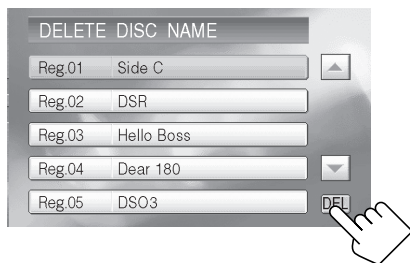 DELETE DISC NAME
Reg.01 Side C
Reg.02 DSR
Reg.03 Hello Boss
Reg.04 Dear 180
Reg.05 DSO3
DEL